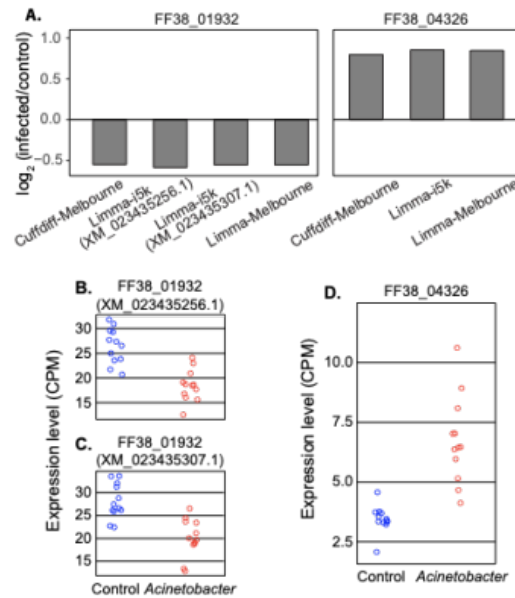 A.
FF38_01932
FF38_04326
log2 (infected/control)
1.0
0.5
0.0
−0.5
Cuffdiff-Melbourne
Limma-i5k
(XM_023435256.1)
Limma-i5k
(XM_023435307.1)
Limma-Melbourne
Cuffdiff-Melbourne
Limma-i5k
Limma-Melbourne
B.
FF38_01932
(XM_023435256.1)
30
25
20
15
C.
FF38_01932
(XM_023435307.1)
30
25
20
15
Expression level (CPM)
Control
Acinetobacter
D.
FF38_04326
Expression level (CPM)
10.0
7.5
5.0
2.5
Control
Acinetobacter